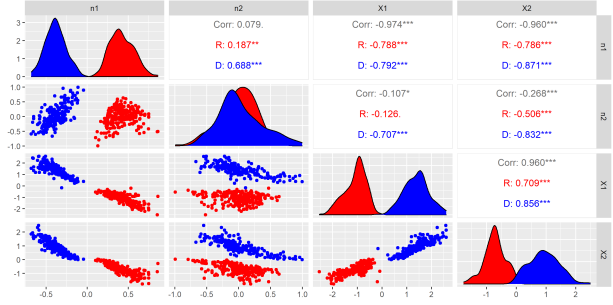 n1 n2 X1 X2
3
2
1
0
Corr: 0.079. Corr: -0.974*** Corr: -0.960***
R: 0.187** R: -0.788*** R: -0.786***
D: 0.688*** D: -0.792*** D: -0.871***
n1
1.0
0.5
0.0
-0.5
-1.0
Corr: -0.107* Corr: -0.268***
R: -0.126. R: -0.506***
D: -0.707*** D: -0.832***
n2
2
1
0
-1
-2
Corr: 0.960***
R: 0.709***
D: 0.856***
X1
2
1
0
-1
X2
-0.5 0.0 0.5 -1.0 -0.5 0.0 0.5 1.0 -2 -1 0 1 2 -1 0 1 2